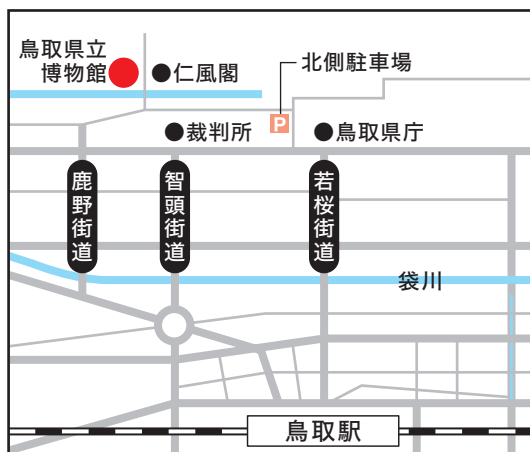 鳥取県立
博物館
仁風閣
北側駐車場
P
裁判所
鳥取県庁
鹿野街道
智頭街道
若桜街道
袋川
鳥取駅